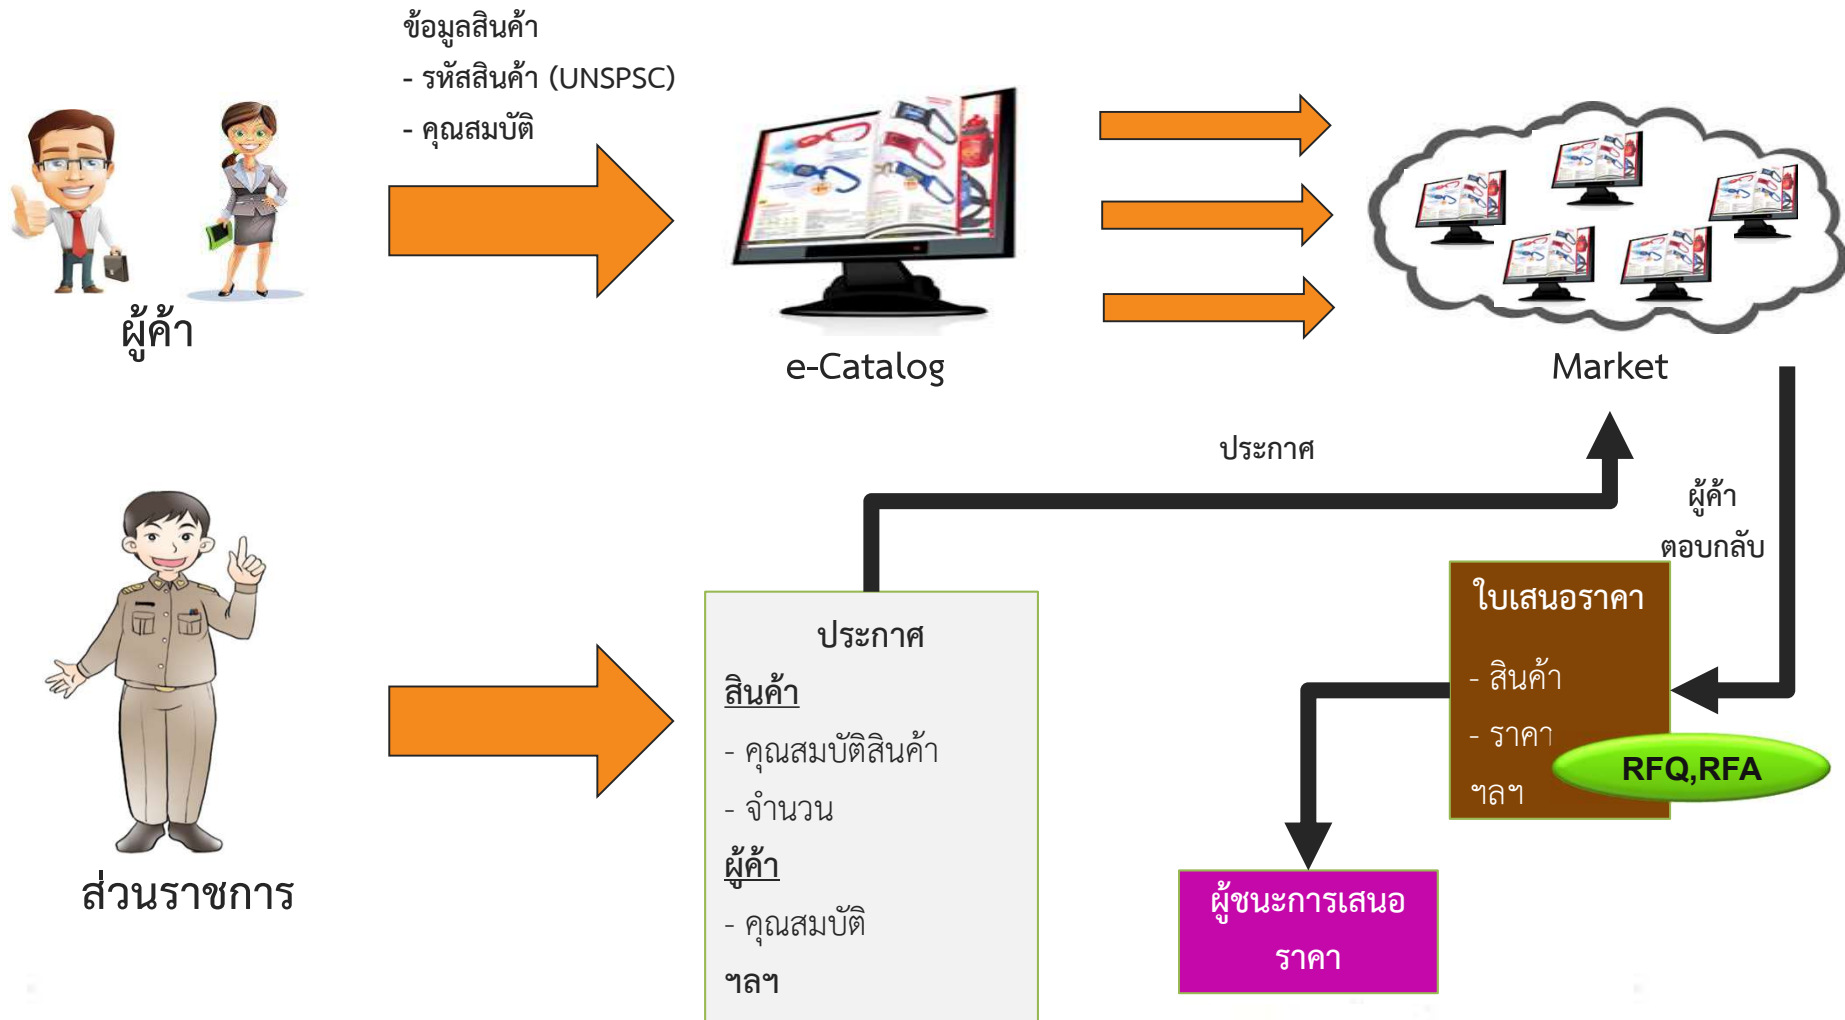 ข้อมูลสินค้า
- รหัสสินค้า (UNSPSC)
- คุณสมบัติ
ผู้ค้า
e-Catalog
Market
ประกาศ
ผู้ค้า
ตอบกลับ
ส่วนราชการ
ประกาศ
สินค้า
- คุณสมบัติสินค้า
- จำนวน
ผู้ค้า
- คุณสมบัติ
ฯลฯ
ใบเสนอราคา
- สินค้า
- ราคา
ฯลฯ
RFQ,RFA
ผู้ชนะการเสนอ
ราคา